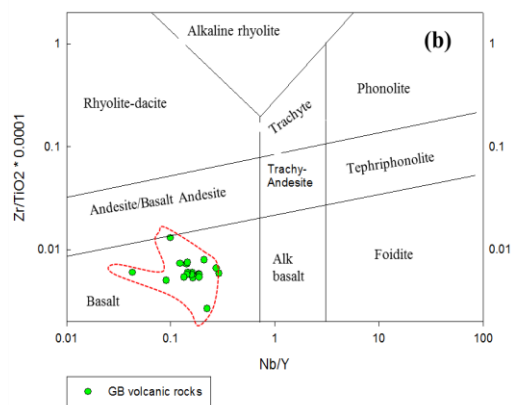 (b)
Alkaline rhyolite
1
1
Rhyolite-dacite
Phonolite
Trachyte
Zr/TiO2 * 0.0001
0.1
0.1
Trachy-
Andesite
Tephriphonolite
Andesite/Basalt Andesite
0.01
0.01
Alk
basalt
Foidite
Basalt
0.01
0.1
1
10
100
Nb/Y
GB volcanic rocks